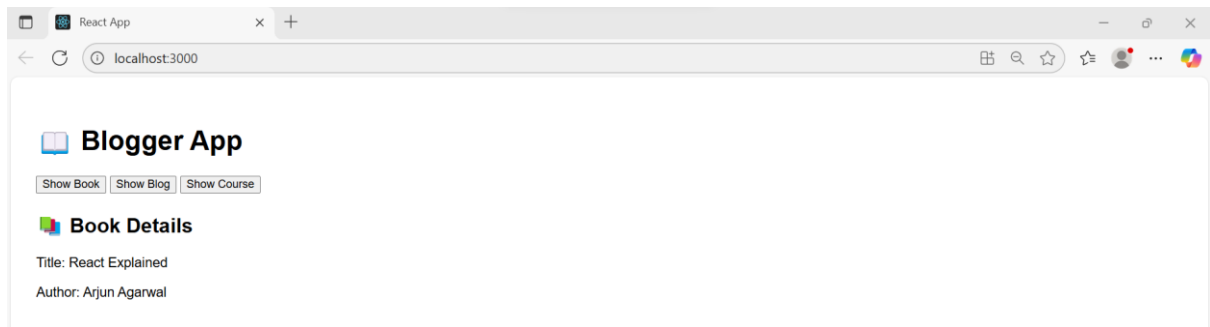 React App
localhost:3000
📖 Blogger App
Show Book Show Blog Show Course
📚 Book Details
Title: React Explained
Author: Arjun Agarwal